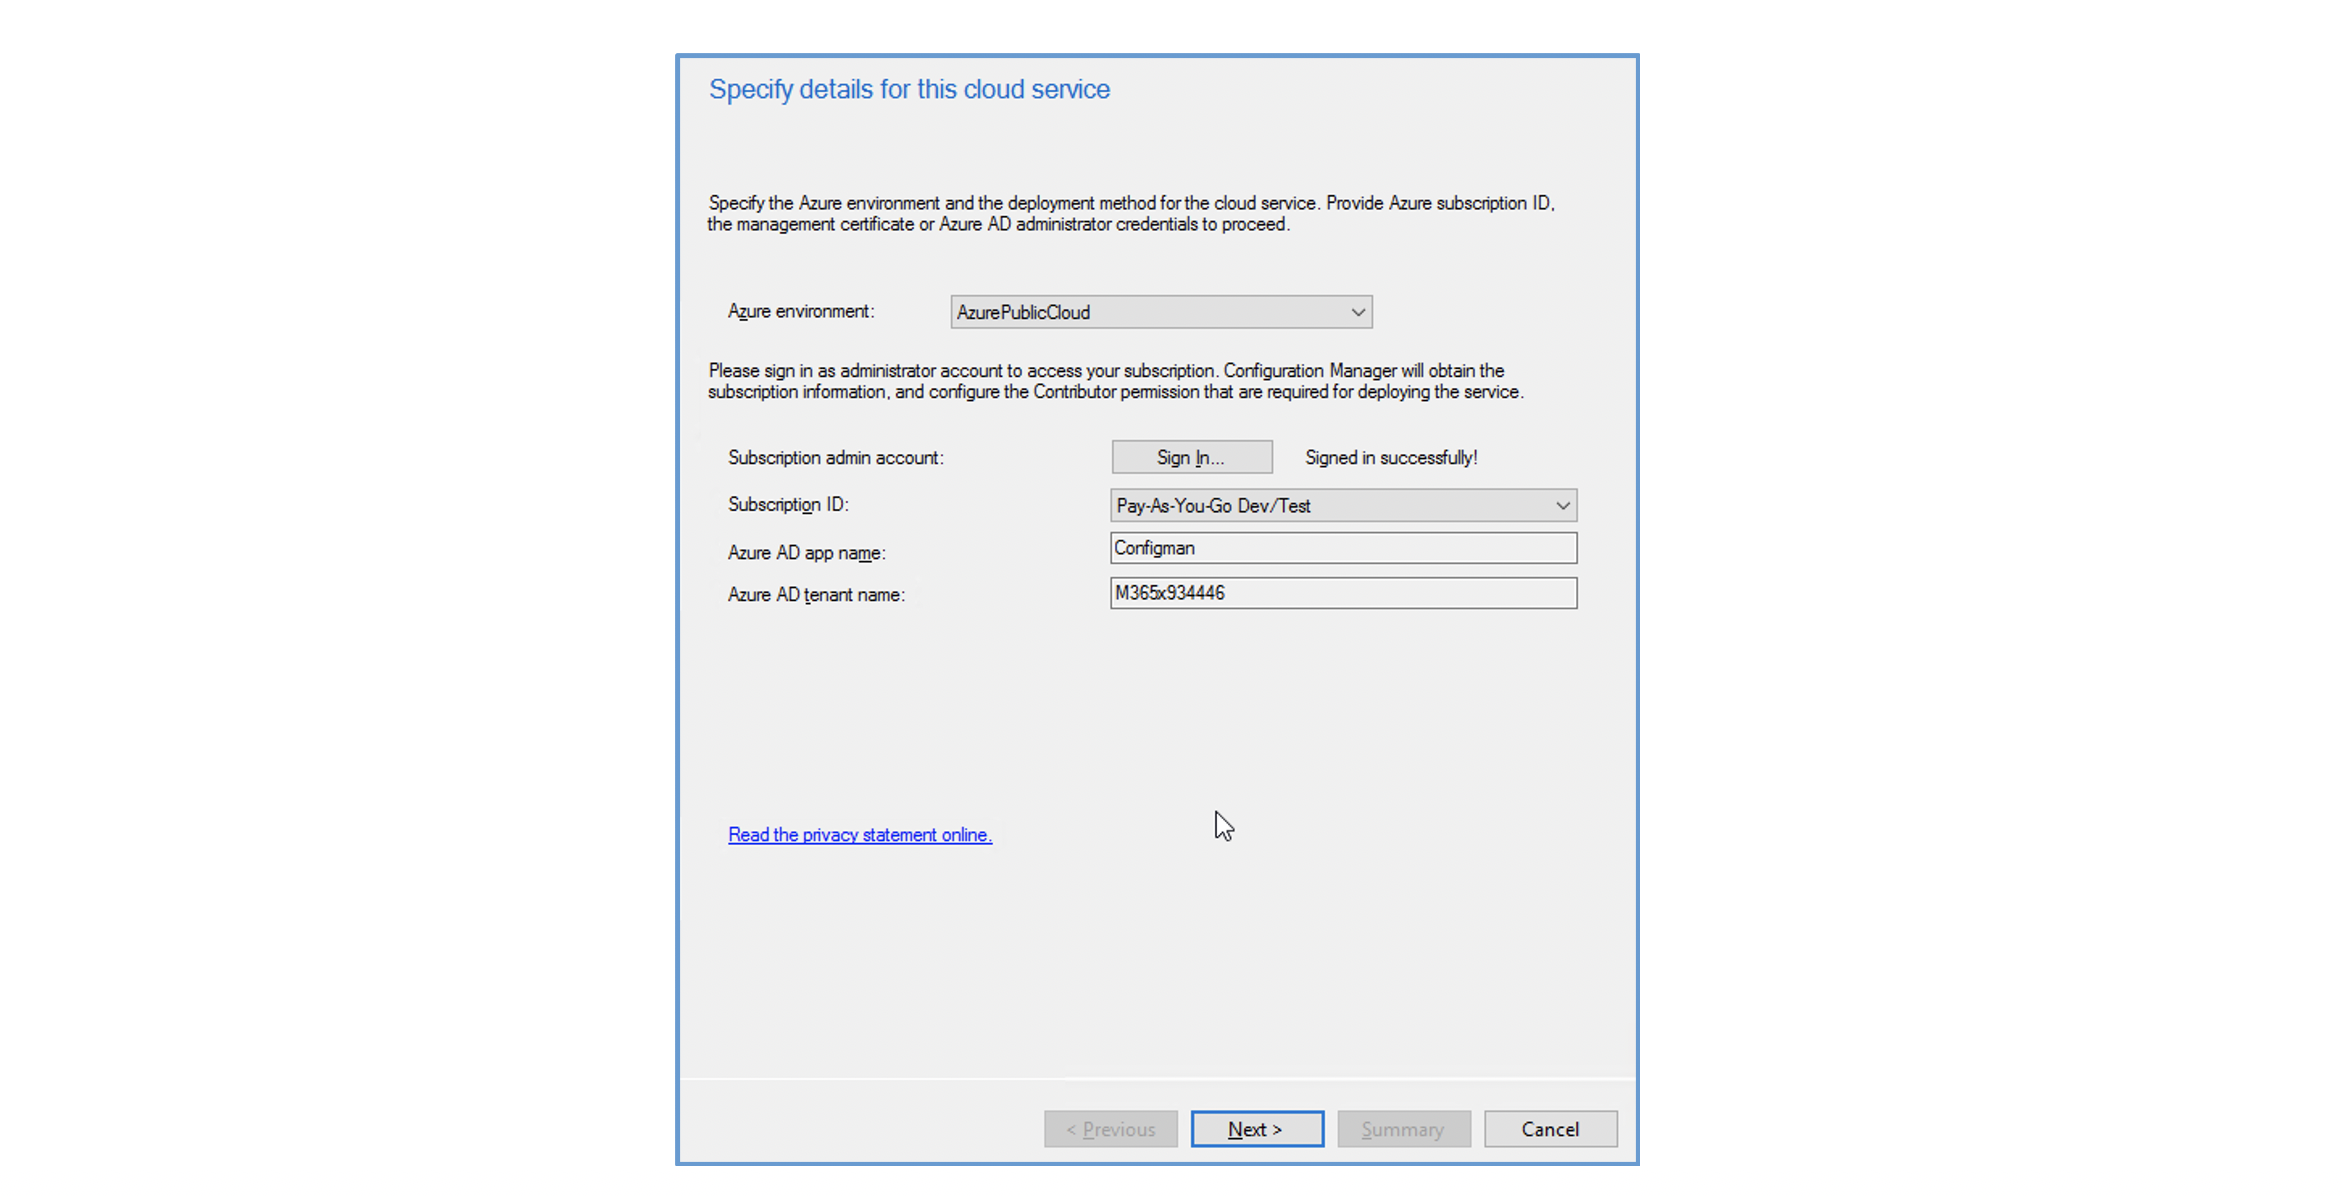 Specify details for this cloud service
Specify the Azure environment and the deployment method for the cloud service. Provide Azure subscription ID,
the management certificate or Azure AD administrator credentials to proceed.
Azure environment: AzurePublicCloud
Please sign in as administrator account to access your subscription. Configuration Manager will obtain the
subscription information, and configure the Contributor permission that are required for deploying the service.
Subscription admin account: Sign In... Signed in successfully!
Subscription ID: Pay-As-You-Go Dev/Test
Azure AD app name: Configman
Azure AD tenant name: M365x934446
Read the privacy statement online.
< Previous Next > Summary Cancel